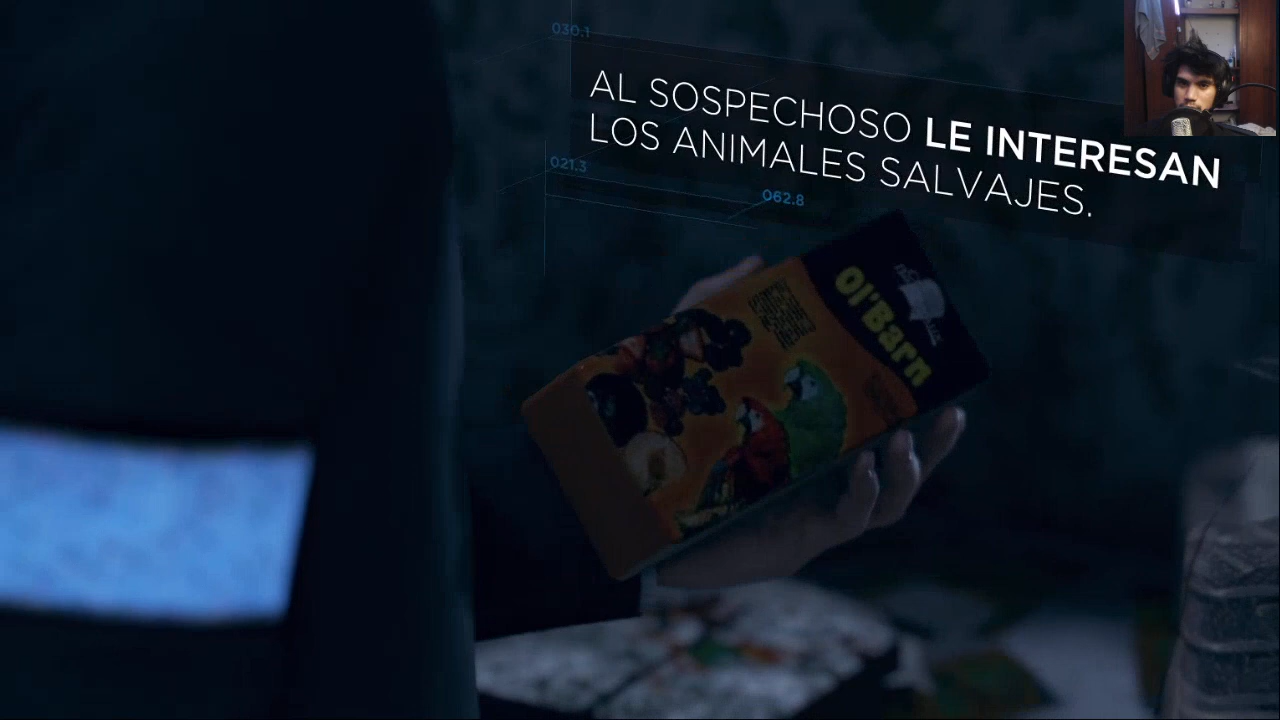 030.1
AL SOSPECHOSO LE INTERESAN
LOS ANIMALES SALVAJES.
021.3
062.8
Ol'Barn